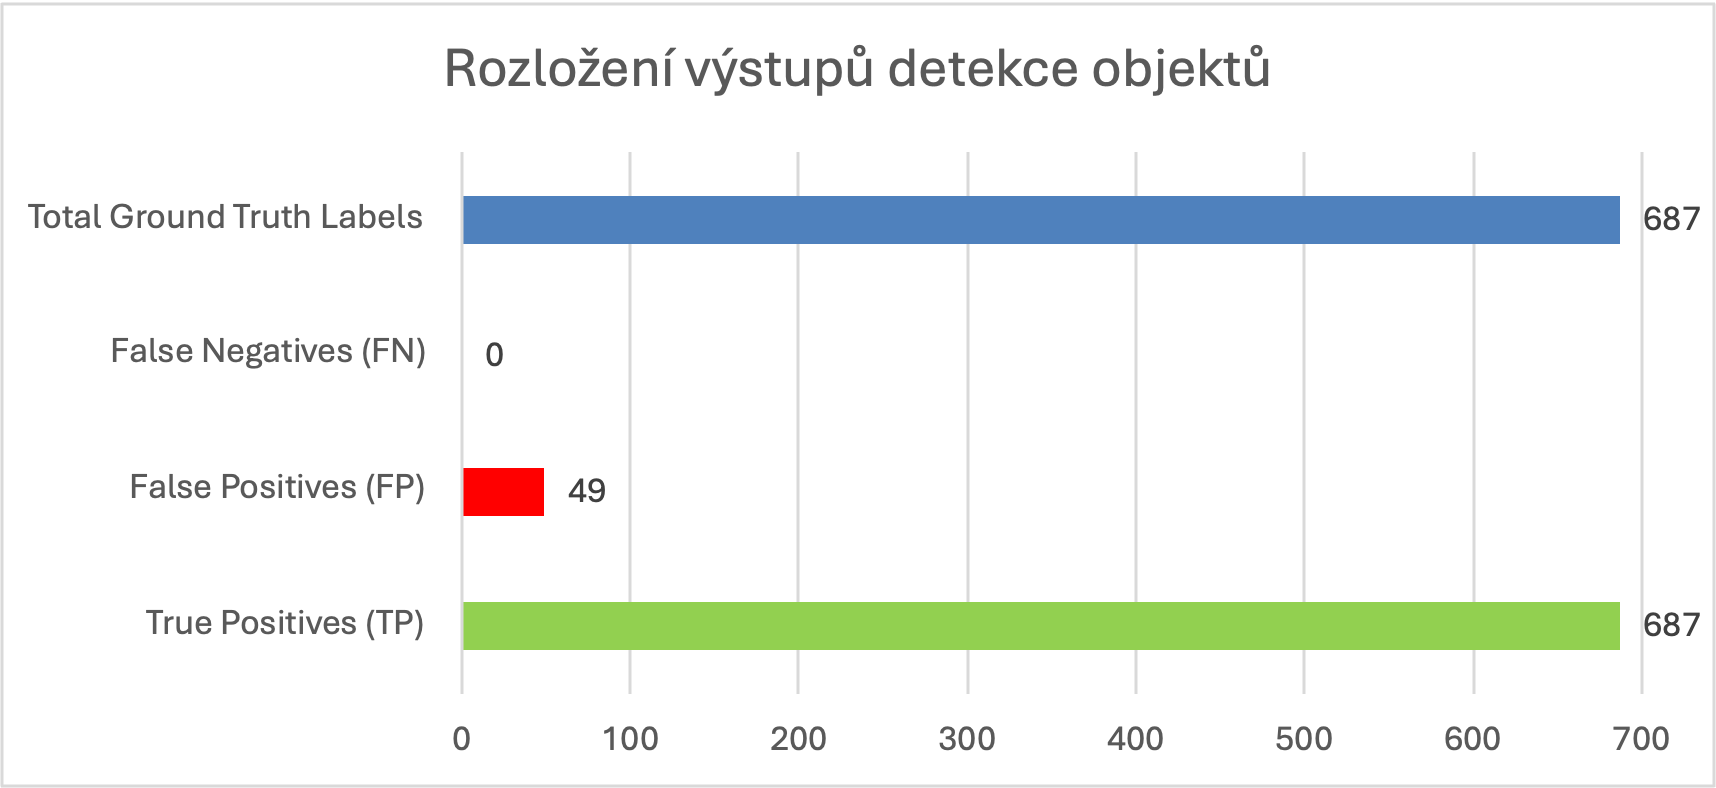 Rozložení výstupů detekce objektů
Total Ground Truth Labels 687
False Negatives (FN) 0
False Positives (FP) 49
True Positives (TP) 687
0 100 200 300 400 500 600 700